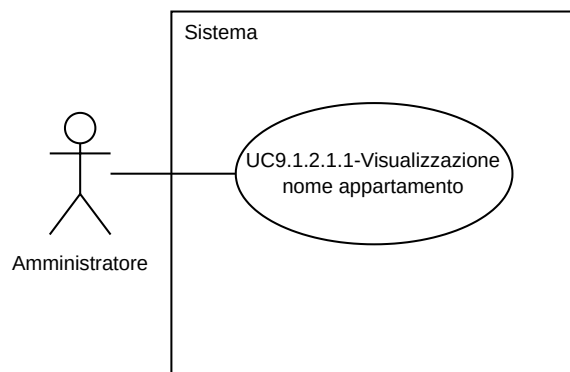 Sistema
UC9.1.2.1.1-Visualizzazione
nome appartamento
Amministratore